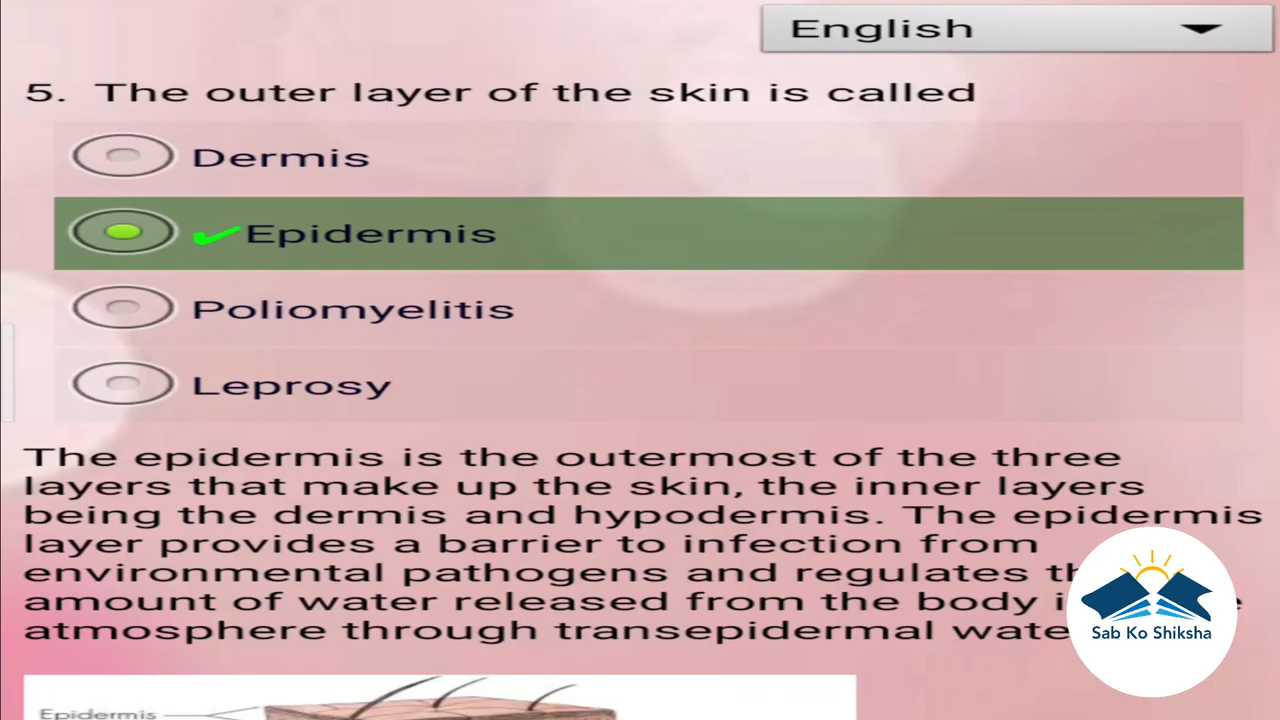 English
5. The outer layer of the skin is called
Dermis
Epidermis
Poliomyelitis
Leprosy
The epidermis is the outermost of the three
layers that make up the skin, the inner layers
being the dermis and hypodermis. The epidermis
layer provides a barrier to infection from
environmental pathogens and regulates
amount of water released from the body
atmosphere through transepidermal
Sab Ko Shiksha
Epidermis